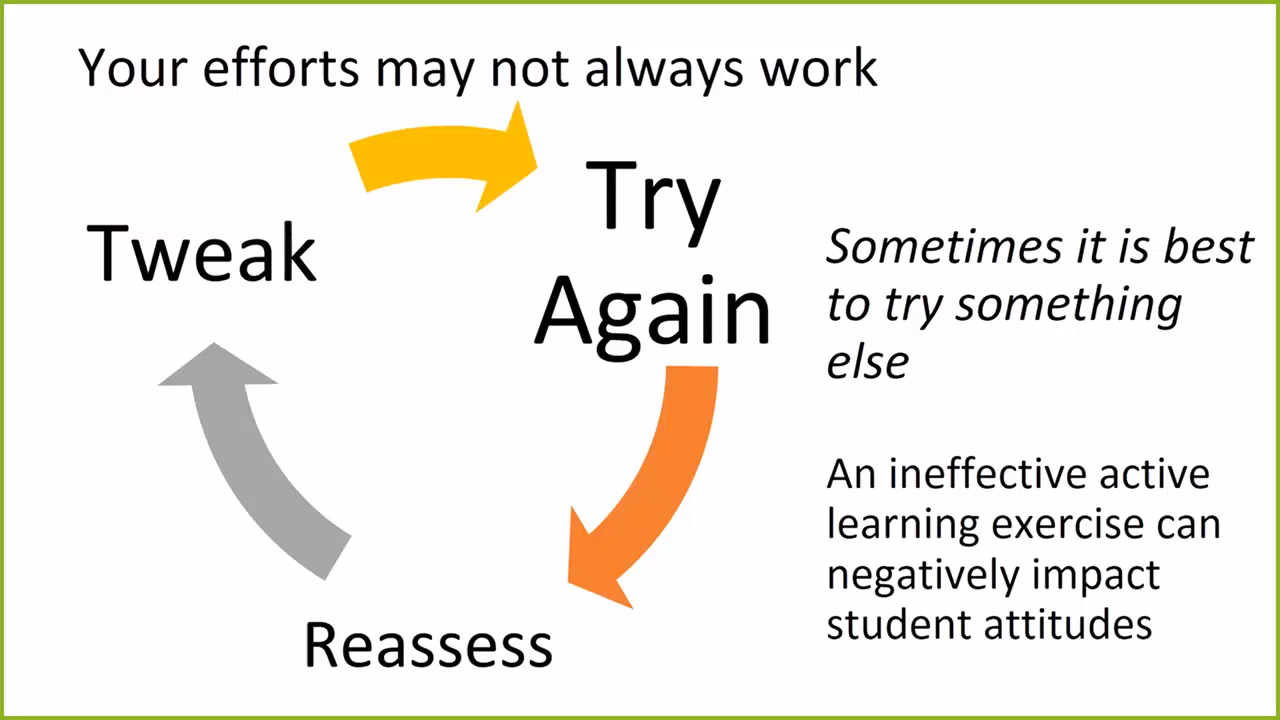 Your efforts may not always work
Tweak
Try
Again
Reassess
Sometimes it is best
to try something
else
An ineffective active
learning exercise can
negatively impact
student attitudes